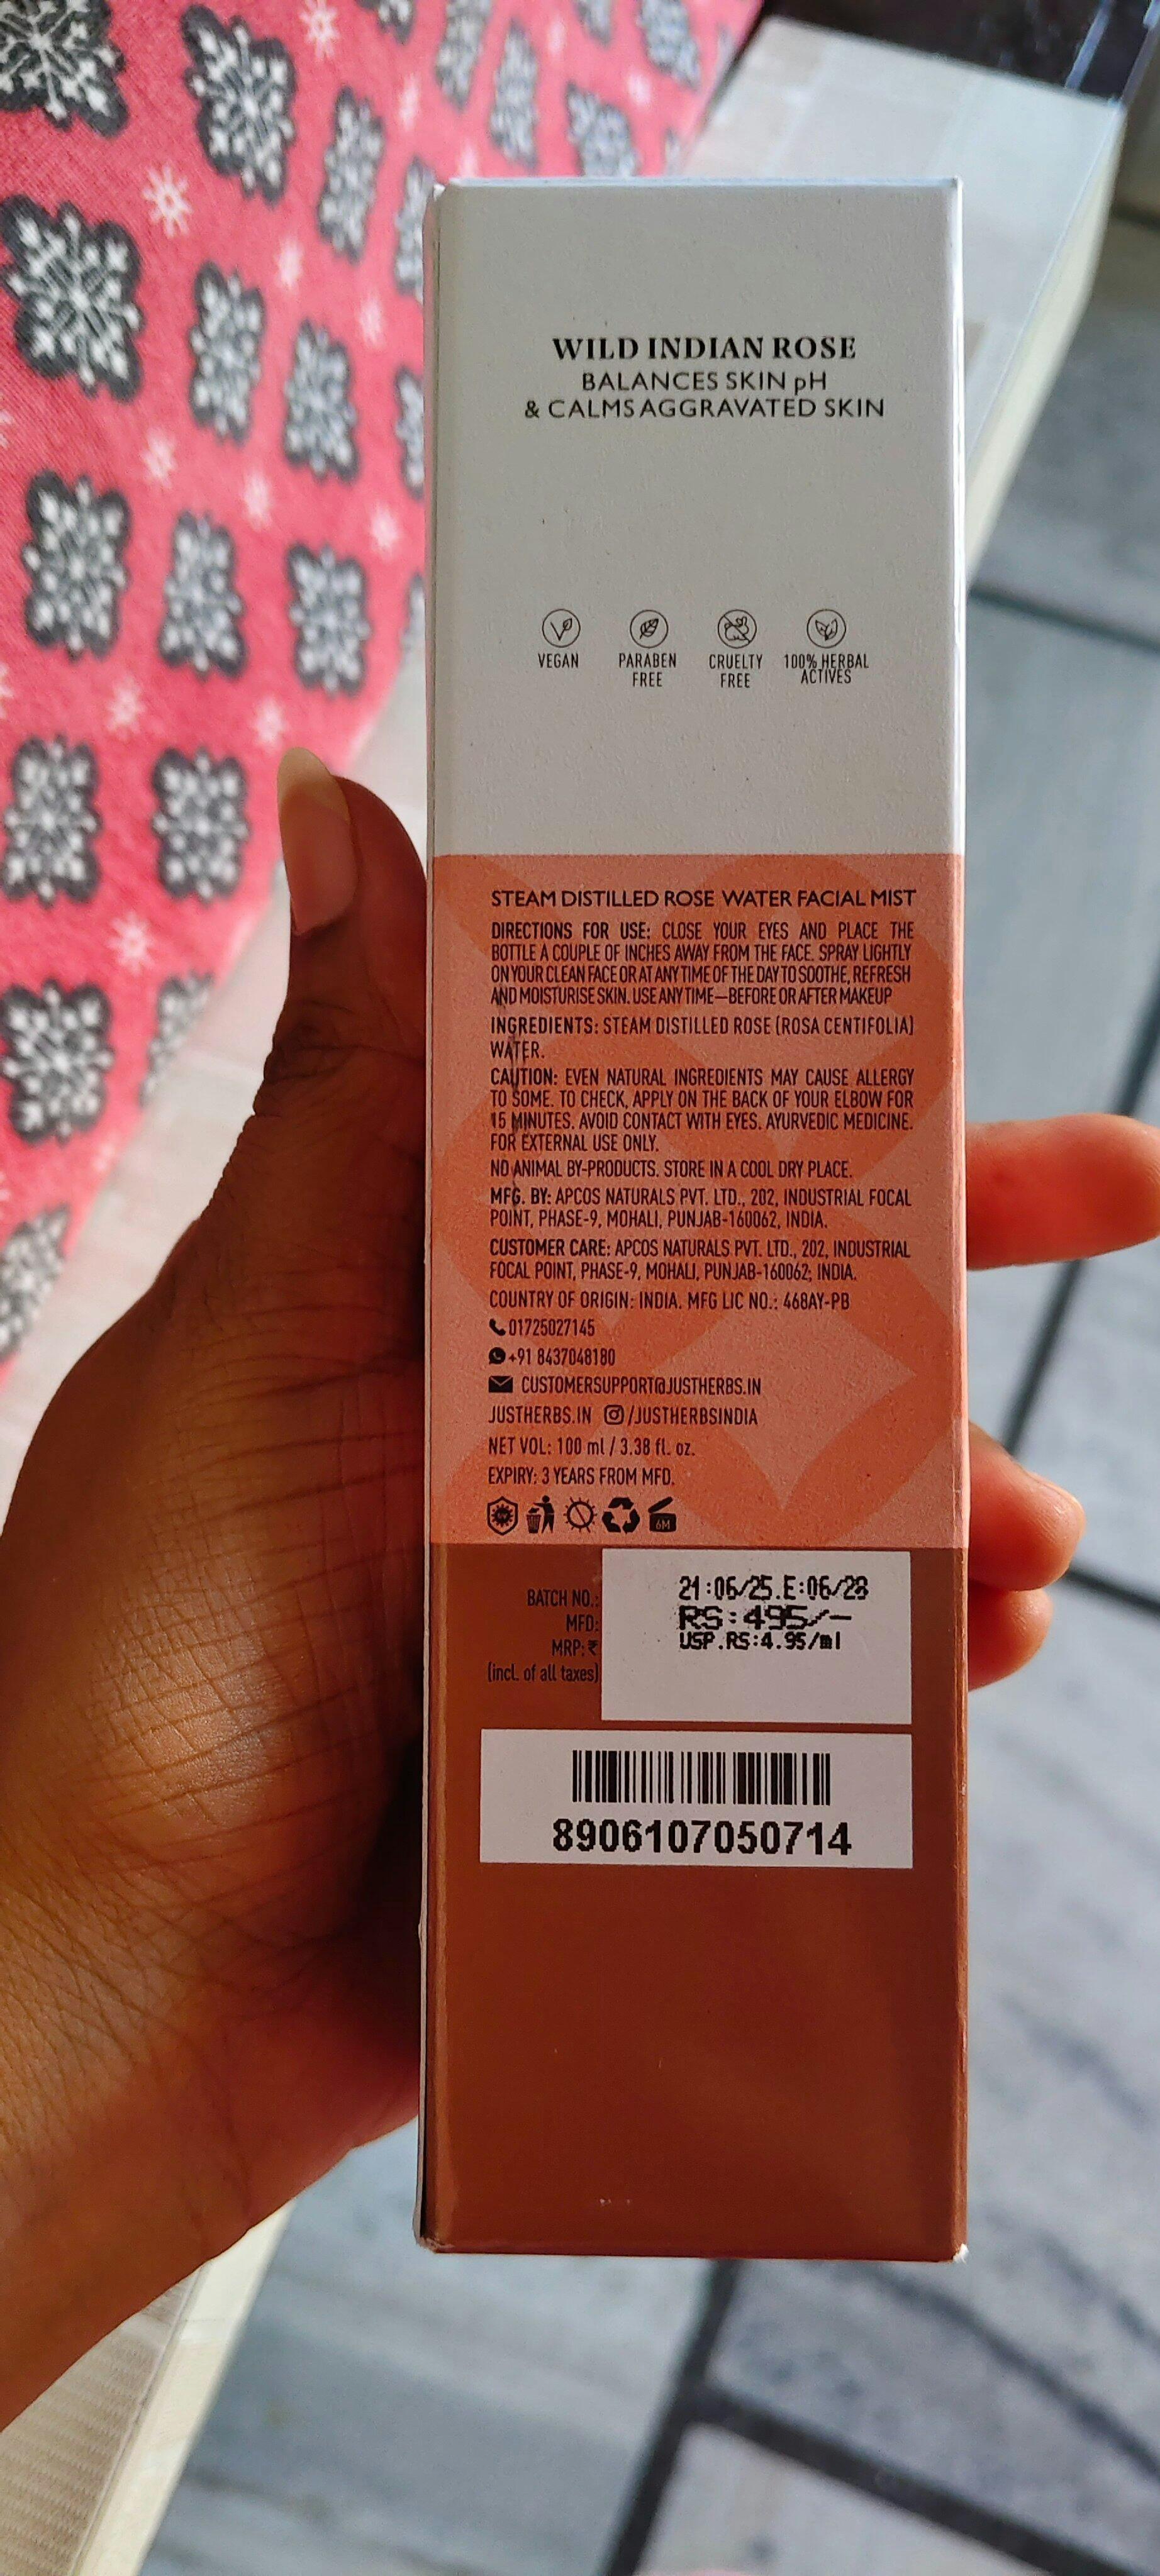 WILD INDIAN ROSE
BALANCES SKIN pH
& CALMS AGGRAVATED SKIN
VEGAN
PARABEN
FREE
CRUELTY
FREE
100% HERBAL
ACTIVES
STEAM DISTILLED ROSE WATER FACIAL MIST
DIRECTIONS FOR USE: CLOSE YOUR EYES AND PLACE THE
BOTTLE A COUPLE OF INCHES AWAY FROM THE FACE. SPRAY LIGHTLY
ON YOUR CLEAN FACE OR AT ANY TIME OF THE DAY TO SOOTHE, REFRESH
AND MOISTURISE SKIN. USE ANY TIME—BEFORE OR AFTER MAKEUP
INGREDIENTS: STEAM DISTILLED ROSE (ROSA CENTIFOLIA)
WATER.
CAUTION: EVEN NATURAL INGREDIENTS MAY CAUSE ALLERGY
TO SOME. TO CHECK, APPLY ON THE BACK OF YOUR ELBOW FOR
15 MINUTES. AVOID CONTACT WITH EYES. AYURVEDIC MEDICINE.
FOR EXTERNAL USE ONLY.
NO ANIMAL BY-PRODUCTS. STORE IN A COOL DRY PLACE.
MFG. BY: APCOS NATURALS PVT. LTD., 202, INDUSTRIAL FOCAL
POINT, PHASE-9, MOHALI, PUNJAB-160062, INDIA.
CUSTOMER CARE: APCOS NATURALS PVT. LTD., 202, INDUSTRIAL
FOCAL POINT, PHASE-9, MOHALI, PUNJAB-160062; INDIA.
COUNTRY OF ORIGIN: INDIA. MFG LIC NO.: 468AY-PB
01725027145
+91 8437048180
CUSTOMERSUPPORT@JUSTHERBS.IN
JUSTHERBS.IN /JUSTHERBSINDIA
NET VOL: 100 ml / 3.38 fl. oz.
EXPIRY: 3 YEARS FROM MFD.
6M
BATCH NO.:
MFD:
MRP: ₹
(incl. of all taxes)
21:06/25.E:06/28
RS:495/-
USP.RS:4.95/ml
8906107050714